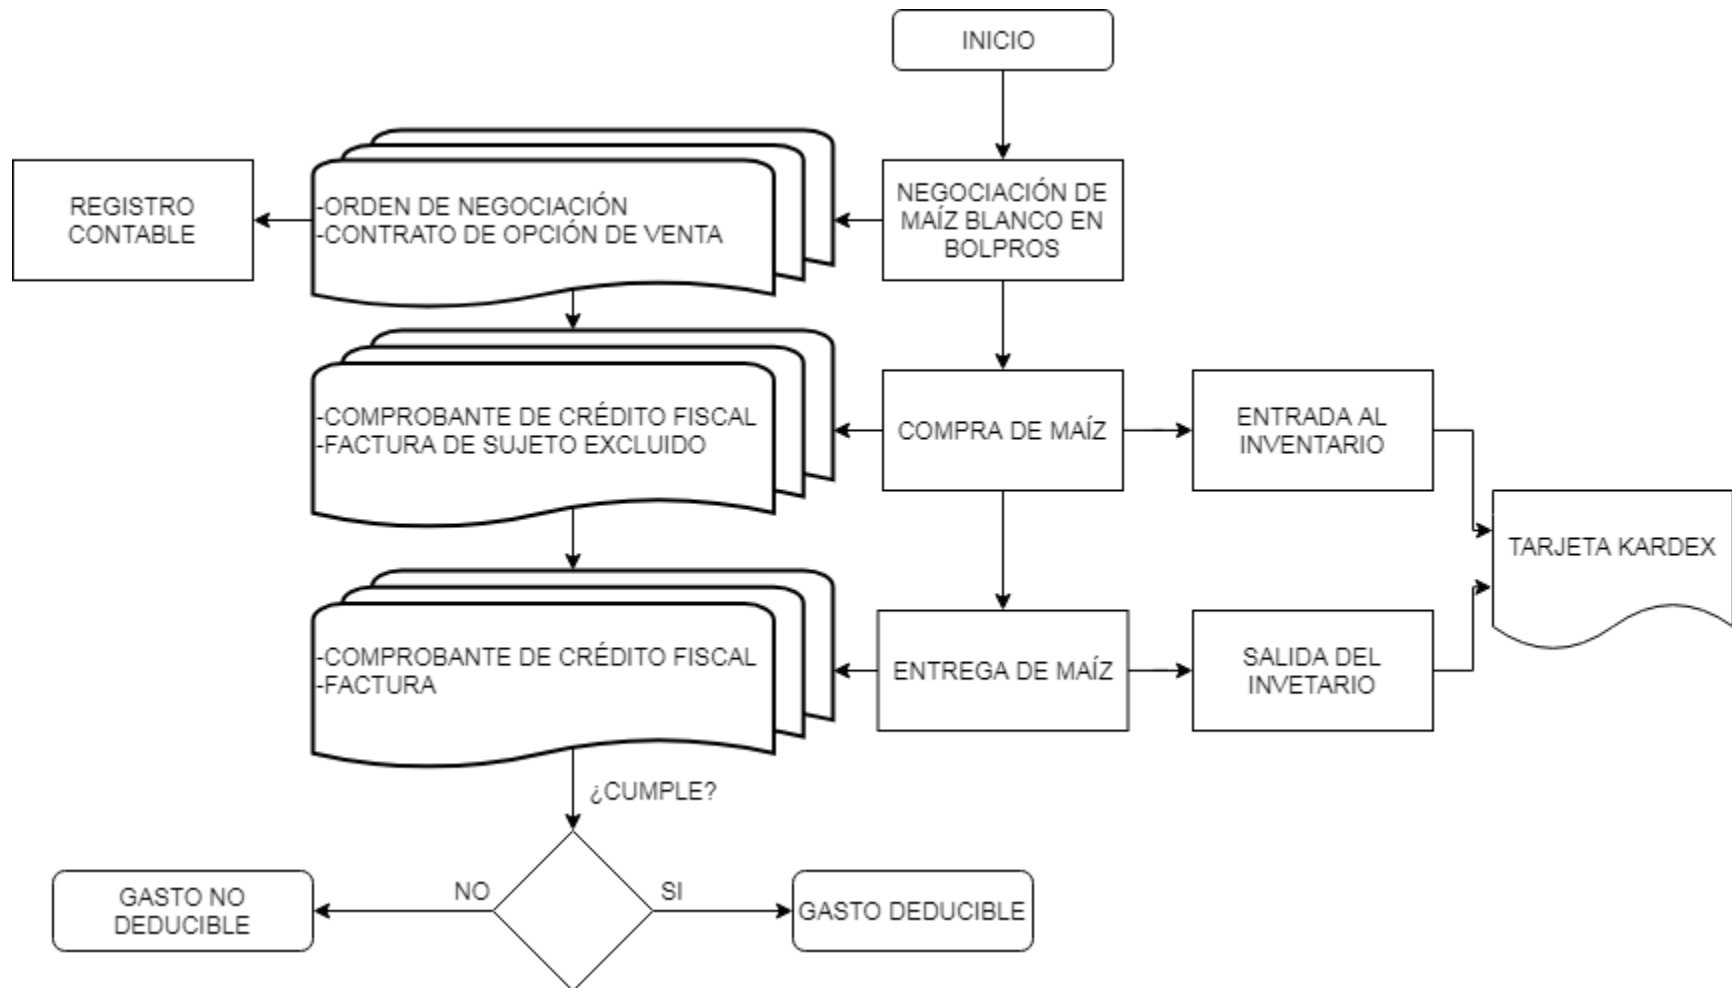 INICIO
REGISTRO
CONTABLE
-ORDEN DE NEGOCIACIÓN
-CONTRATO DE OPCIÓN DE VENTA
NEGOCIACIÓN DE
MAÍZ BLANCO EN
BOLPROS
-COMPROBANTE DE CRÉDITO FISCAL
-FACTURA DE SUJETO EXCLUIDO
COMPRA DE MAÍZ
ENTRADA AL
INVENTARIO
TARJETA KARDEX
-COMPROBANTE DE CRÉDITO FISCAL
-FACTURA
ENTREGA DE MAÍZ
SALIDA DEL
INVETARIO
¿CUMPLE?
NO
SI
GASTO NO
DEDUCIBLE
GASTO DEDUCIBLE